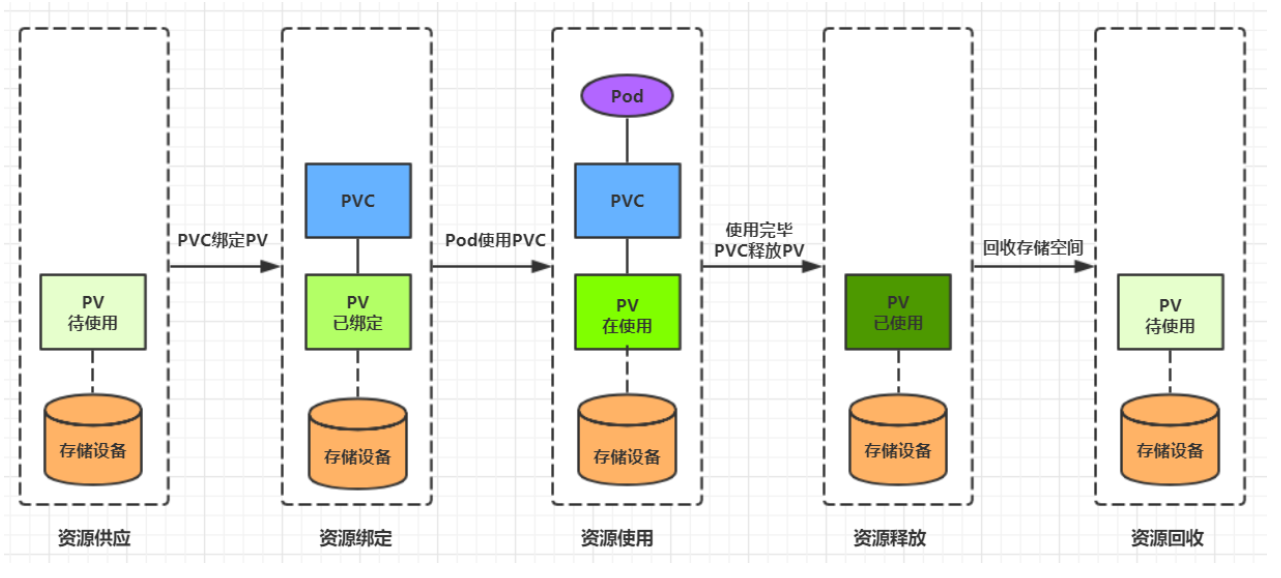 PV
待使用
存储设备
资源供应
PVC绑定PV
PVC
PV
已绑定
存储设备
资源绑定
Pod使用PVC
Pod
PVC
PV
在使用
存储设备
资源使用
使用完毕
PVC释放PV
PV
已使用
存储设备
资源释放
回收存储空间
PV
待使用
存储设备
资源回收